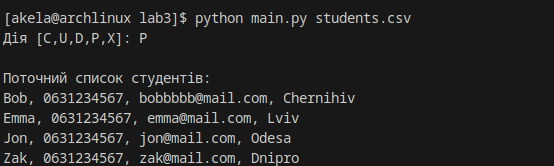 [akela@archlinux lab3]$ python main.py students.csv
Дія [C,U,D,P,X]: P
Поточний список студентів:
Bob, 0631234567, bobbbbb@mail.com, Chernihiv
Emma, 0631234567, emma@mail.com, Lviv
Jon, 0631234567, jon@mail.com, Odesa
Zak, 0631234567, zak@mail.com, Dnipro